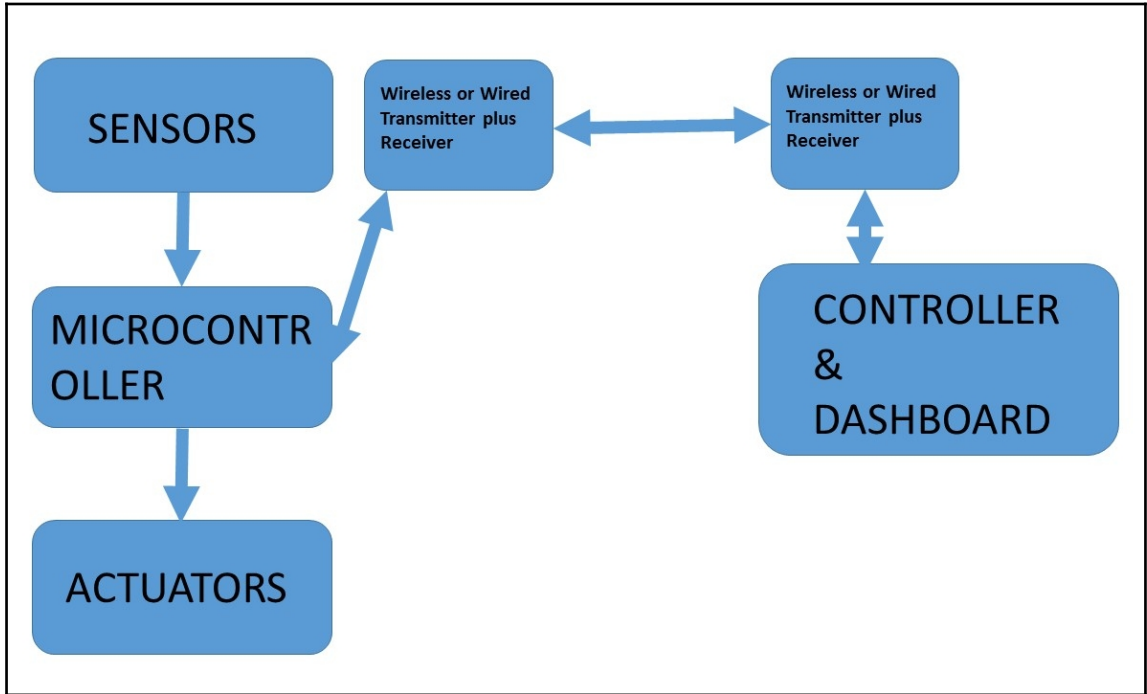 SENSORS
Wireless or Wired
Transmitter plus
Receiver
Wireless or Wired
Transmitter plus
Receiver
MICROCONTR
OLLER
CONTROLLER
&
DASHBOARD
ACTUATORS